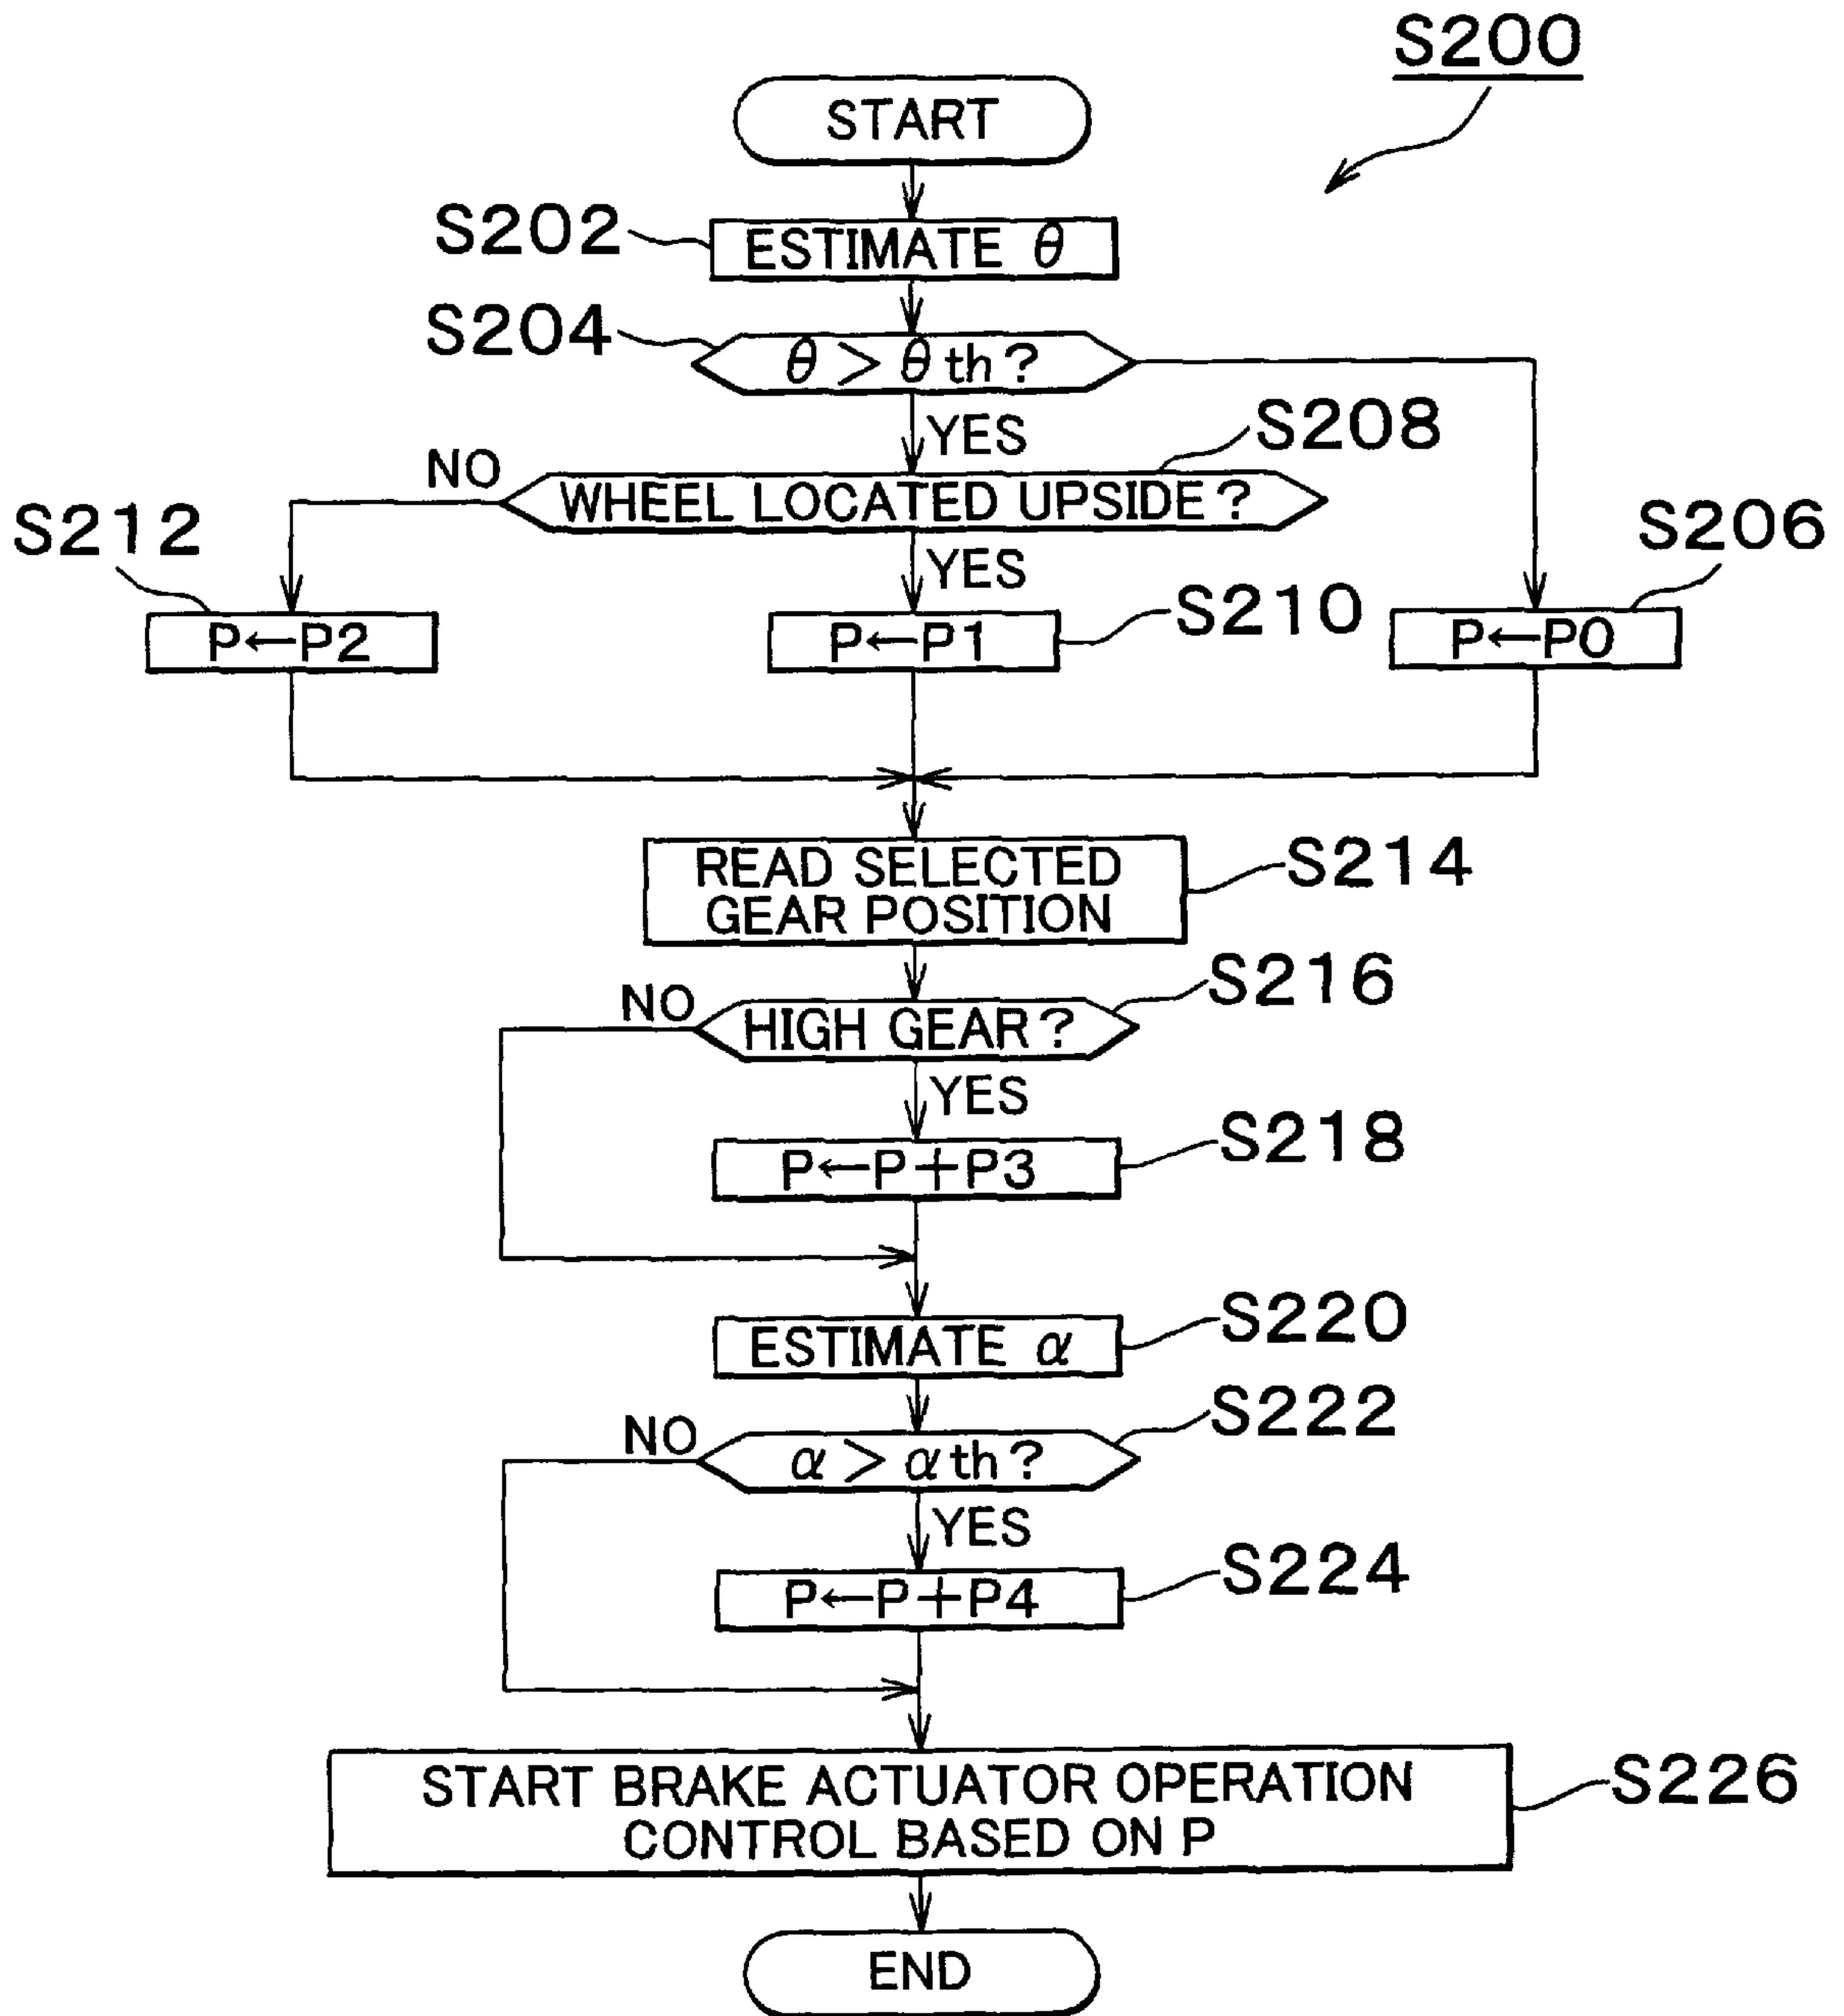 S200
START
S202
ESTIMATE θ
S204
θ > θth?
YES
S208
NO
WHEEL LOCATED UPSIDE?
S212
S206
YES
P←P2
P←P1
S210
P←P0
READ SELECTED
GEAR POSITION
S214
NO
S216
HIGH GEAR?
YES
P←P+P3
S218
ESTIMATE α
S220
NO
S222
α > αth?
YES
P←P+P4
S224
START BRAKE ACTUATOR OPERATION
CONTROL BASED ON P
S226
END